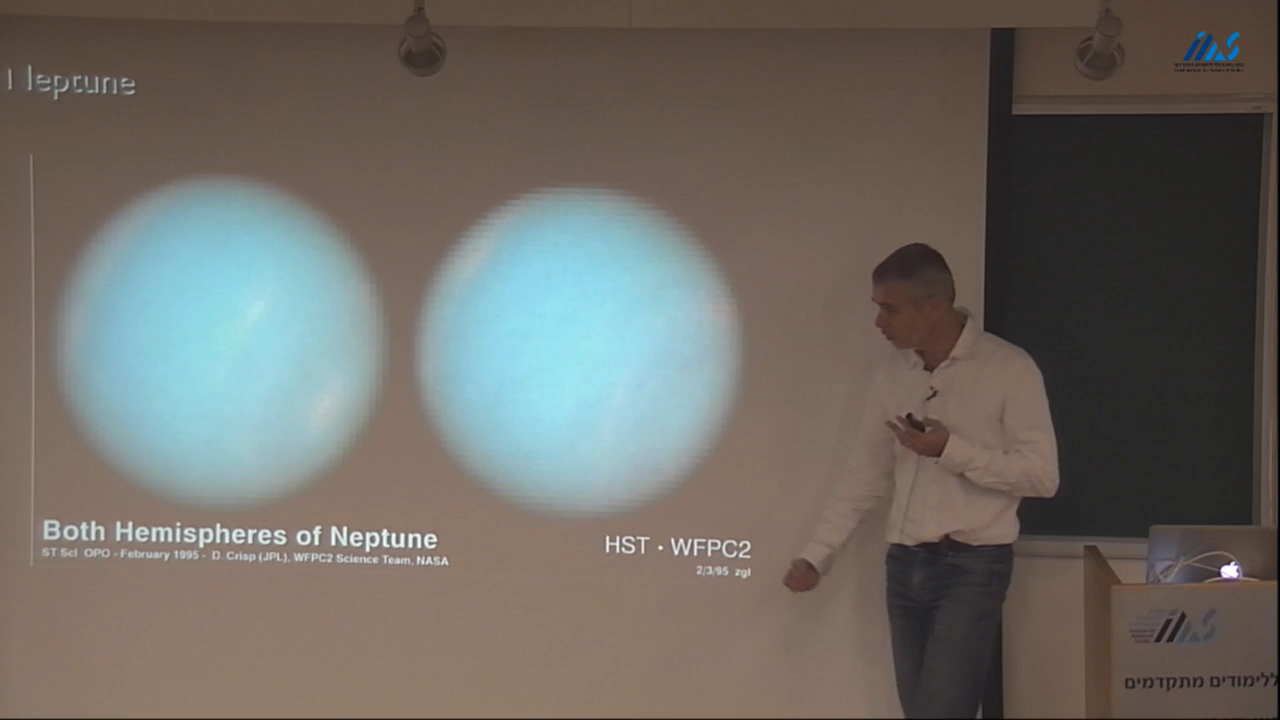 Neptune
Both Hemispheres of Neptune
ST ScI OPO - February 1995 - D. Crisp (JPL), WFPC2 Science Team, NASA
HST • WFPC2
2/3/95 zgl
ללימודים מתקדמים